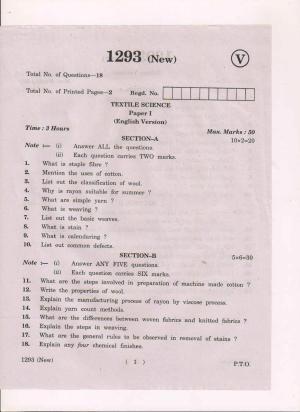 1293 (New)
V
Total No. of Questions—18
Total No. of Printed Pages—2
Regd. No.
TEXTILE SCIENCE
Paper I
(English Version)
Time : 3 Hours
Max. Marks : 50
SECTION-A
10×2=20
Note :— (i) Answer ALL the questions.
(ii) Each question carries TWO marks.
1. What is staple fibre ?
2. Mention the uses of cotton.
3. List out the classification of wool.
4. Why is rayon suitable for summer ?
5. What are simple yarn ?
6. What is weaving ?
7. List out the basic weaves.
8. What is stain ?
9. What is calendering ?
10. List out common defects.
SECTION-B
5×6=30
Note :— (i) Answer ANY FIVE questions.
(ii) Each question carries SIX marks.
11. What are the steps involved in preparation of machine made cotton ?
12. Write the properties of wool.
13. Explain the manufacturing process of rayon by viscose process.
14. Explain yarn count methods.
15. What are the differences between woven fabrics and knitted fabrics ?
16. Explain the steps in weaving.
17. What are the general rules to be observed in removal of stains ?
18. Explain any four chemical finishes.
1293 (New)
( 1 )
P.T.O.